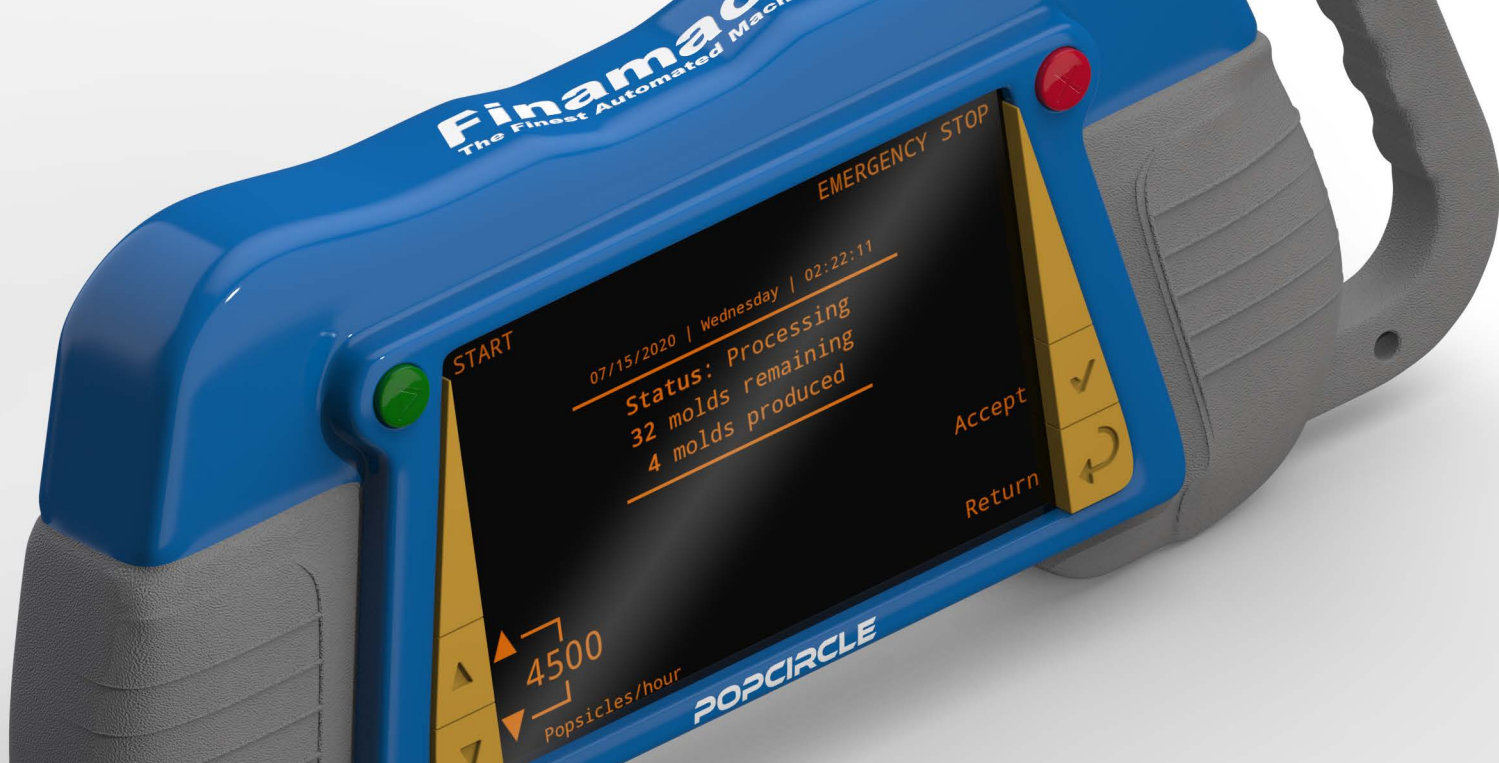 Finamac
The Finest Automated Mach
EMERGENCY STOP
START
07/15/2020 | Wednesday | 02:22:11
Status: Processing
32 molds remaining
4 molds produced
Accept
Return
4500
Popsicles/hour
POPCIRCLE